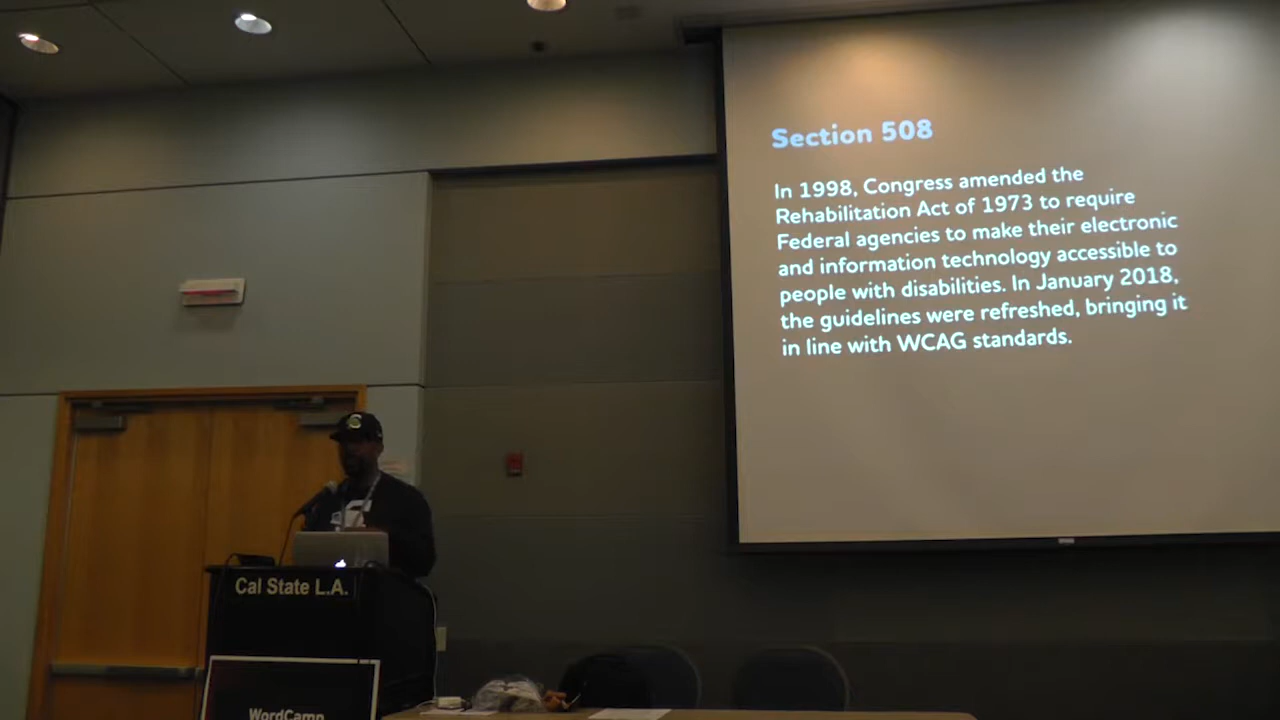 Section 508
In 1998, Congress amended the
Rehabilitation Act of 1973 to require
Federal agencies to make their electronic
and information technology accessible to
people with disabilities. In January 2018,
the guidelines were refreshed, bringing it
in line with WCAG standards.
Cal State L.A.
WordCamp